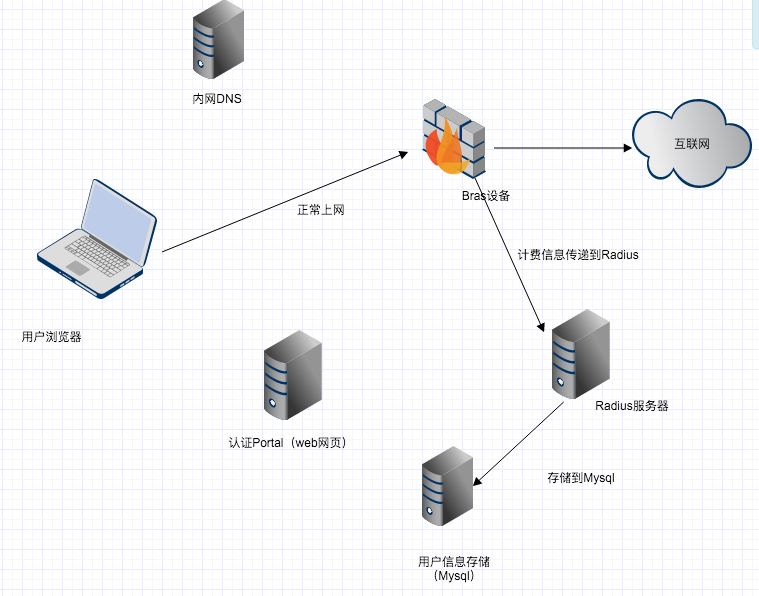 内网DNS
互联网
Bras设备
正常上网
计费信息传递到Radius
用户浏览器
Radius服务器
认证Portal（web网页）
存储到Mysql
用户信息存储
（Mysql）